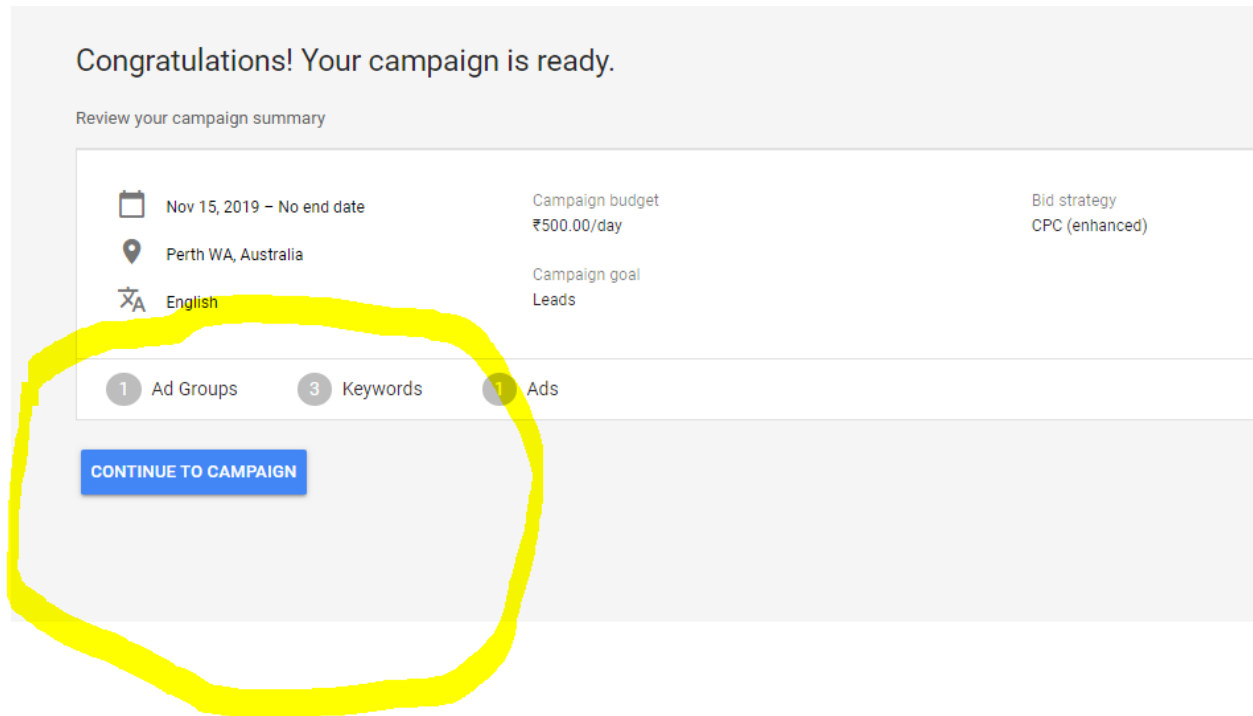 Congratulations! Your campaign is ready.
Review your campaign summary
Nov 15, 2019 – No end date
Perth WA, Australia
English
Campaign budget
₹500.00/day
Campaign goal
Leads
Bid strategy
CPC (enhanced)
1 Ad Groups 3 Keywords 1 Ads
CONTINUE TO CAMPAIGN